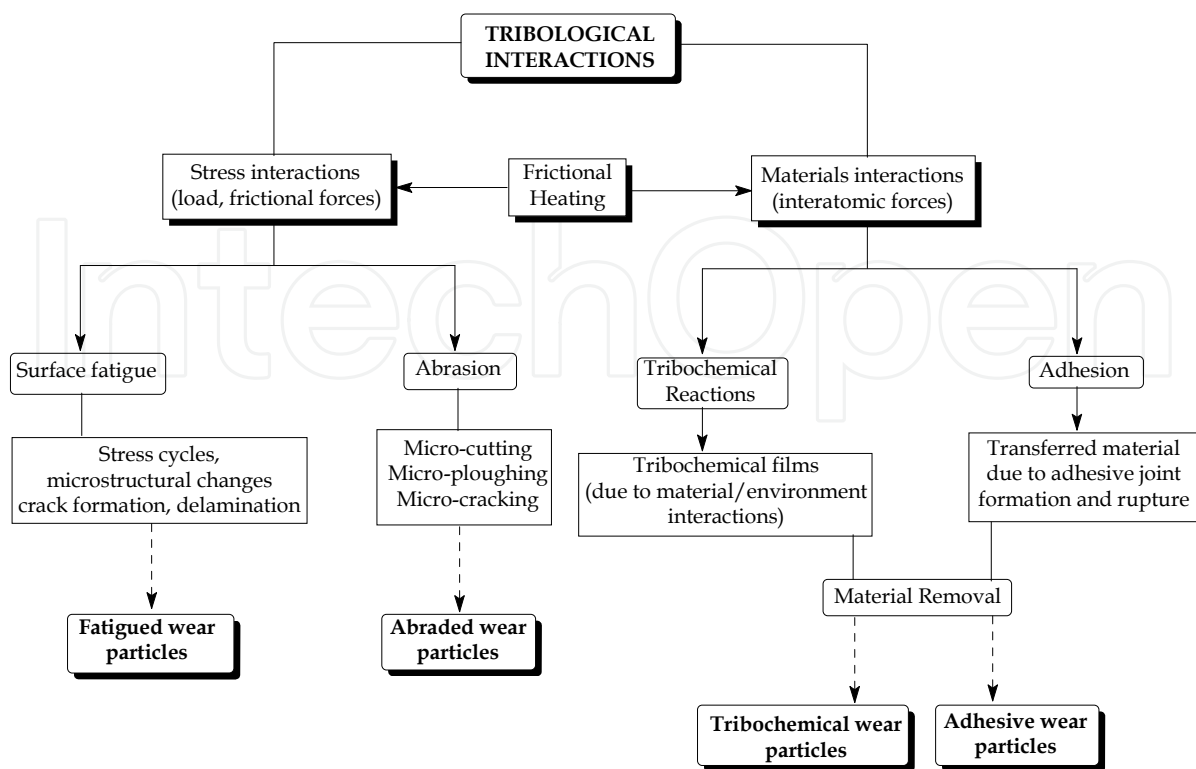 TRIBOLOGICAL
INTERACTIONS
Stress interactions
(load, frictional forces)
Frictional
Heating
Materials interactions
(interatomic forces)
IntechOpen
Surface fatigue
Abrasion
Tribochemical
Reactions
Adhesion
Stress cycles,
microstructural changes
crack formation, delamination
Micro-cutting
Micro-ploughing
Micro-cracking
Tribochemical films
(due to material/environment
interactions)
Transferred material
due to adhesive joint
formation and rupture
Material Removal
Fatigued wear
particles
Abraded wear
particles
Tribochemical wear
particles
Adhesive wear
particles